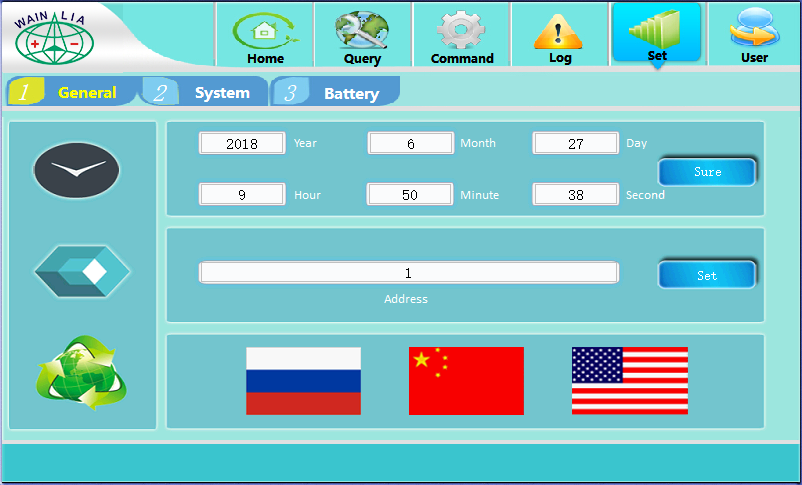 WAIN LIA
Home Query Command Log Set User
1 General 2 System 3 Battery
2018 Year 6 Month 27 Day
Sure
9 Hour 50 Minute 38 Second
1 Set
Address